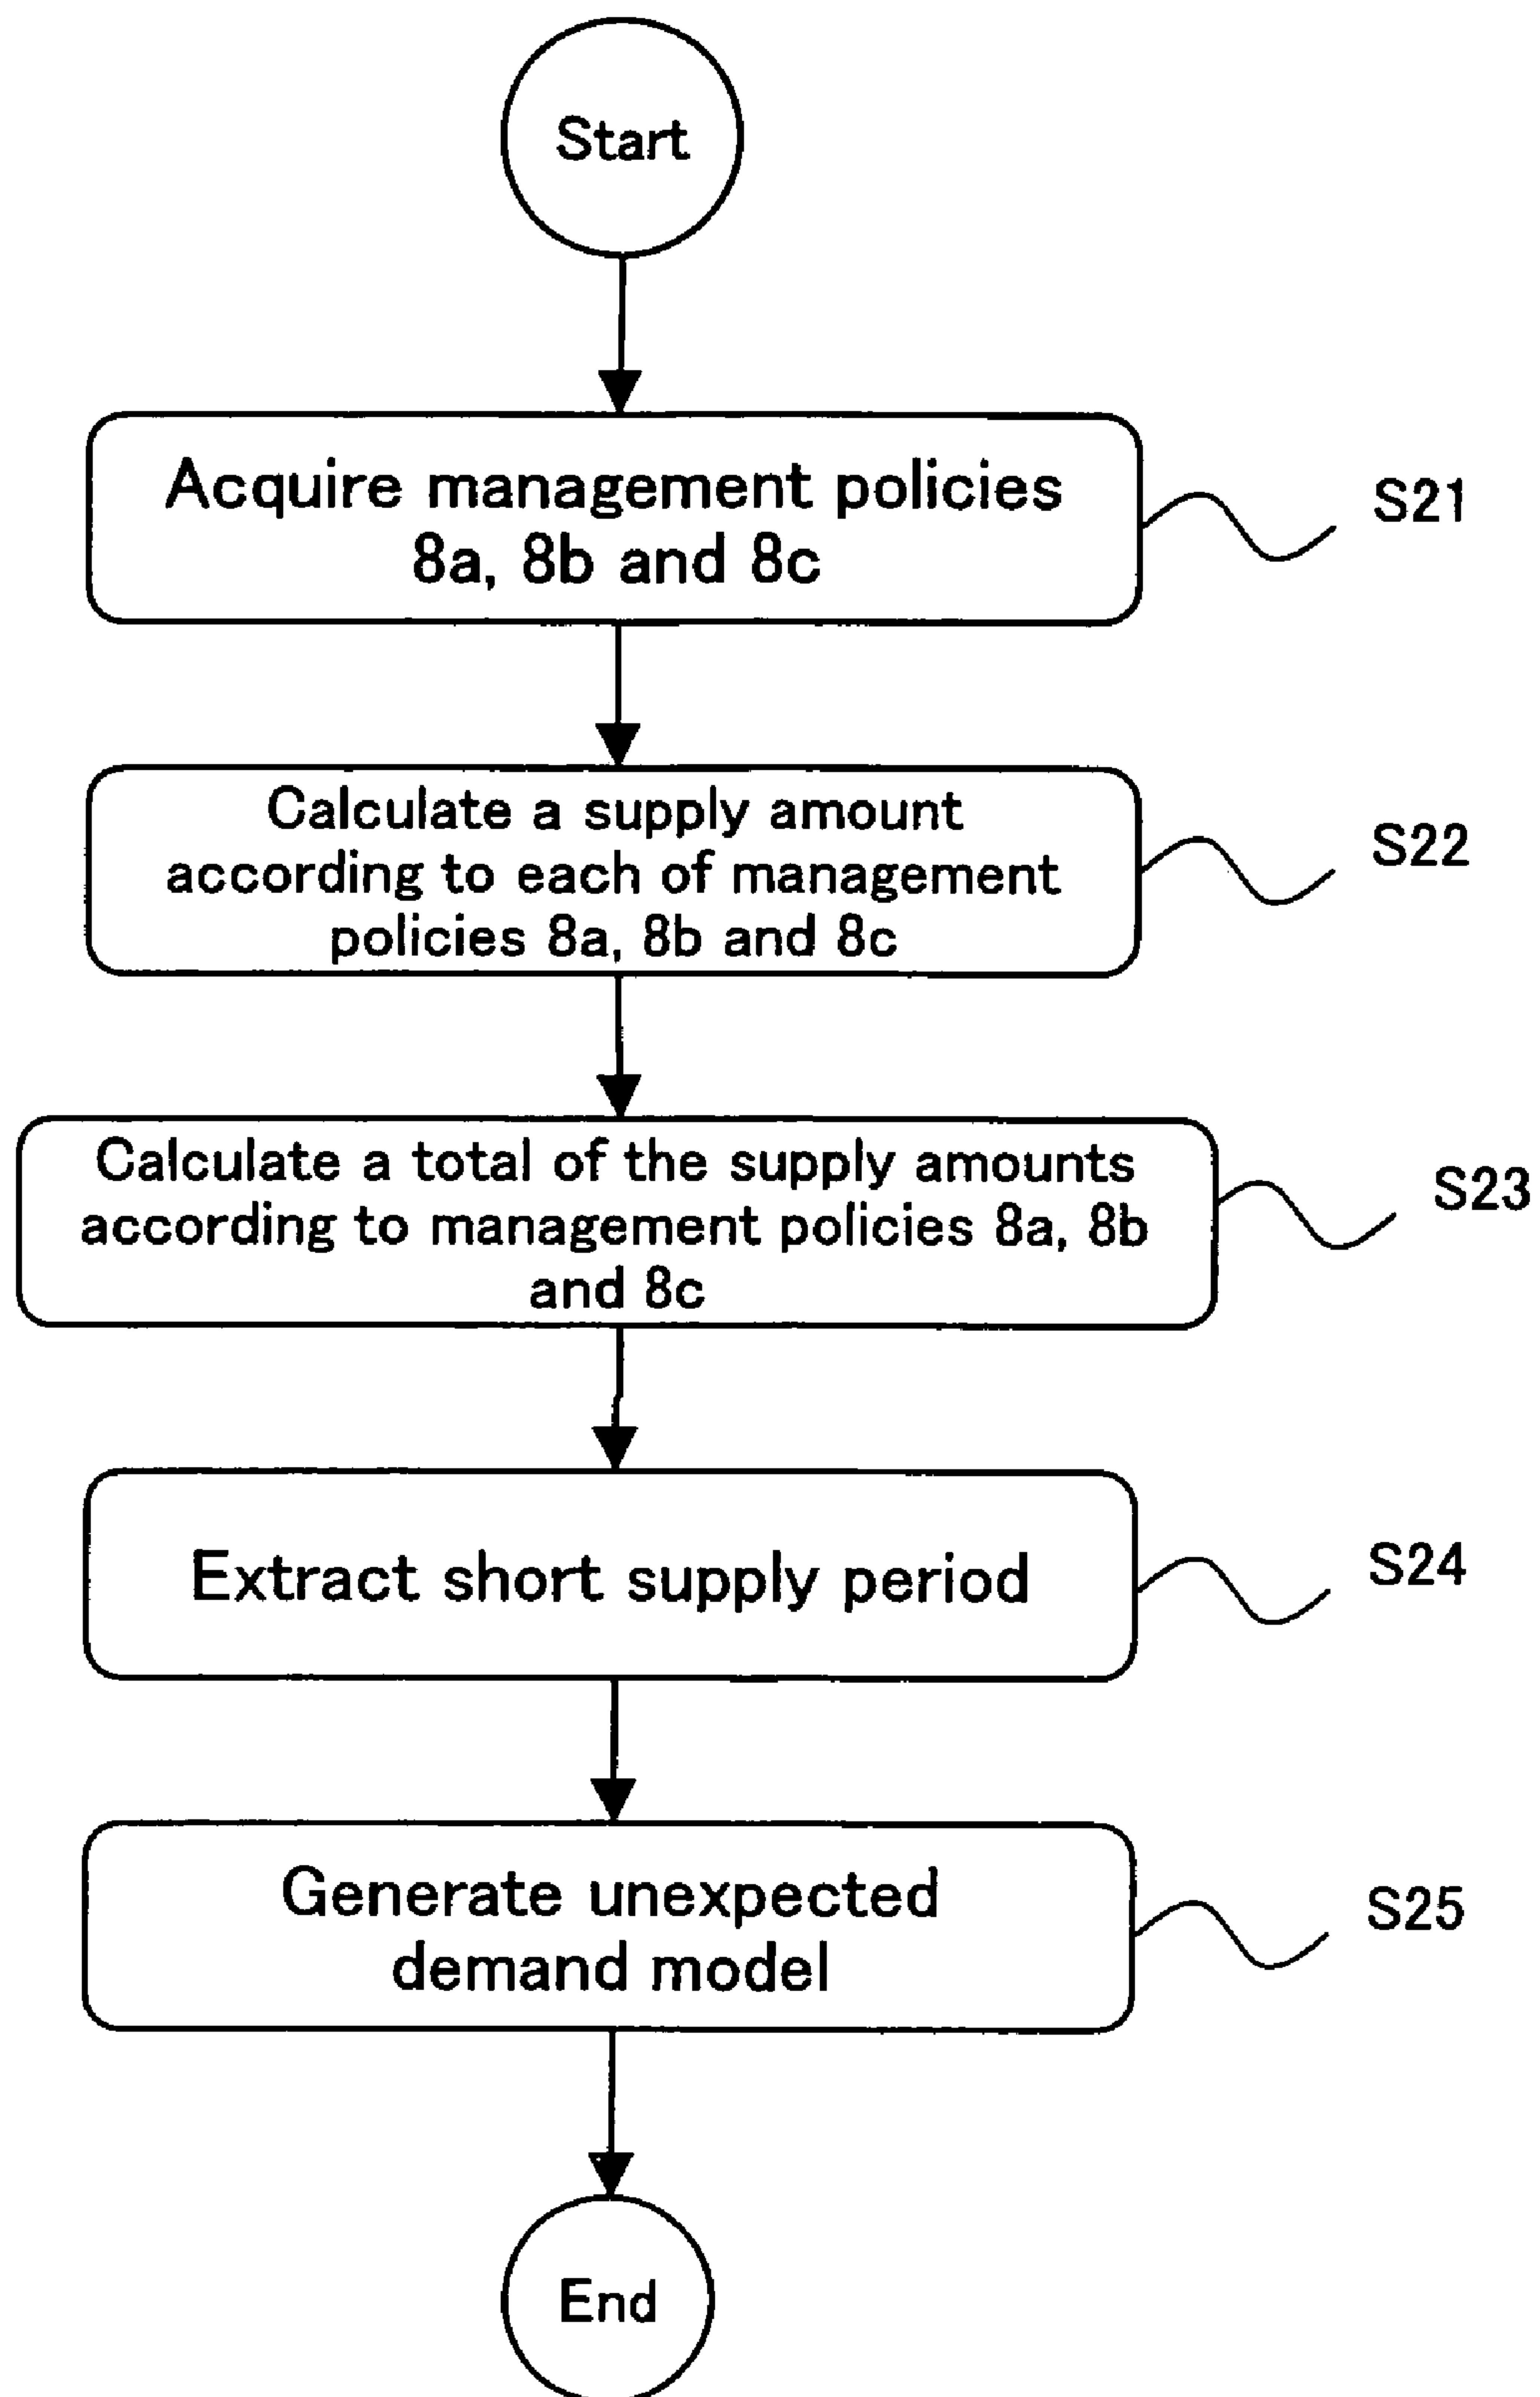 Start
Acquire management policies
8a, 8b and 8c
S21
Calculate a supply amount
according to each of management
policies 8a, 8b and 8c
S22
Calculate a total of the supply amounts
according to management policies 8a, 8b
and 8c
S23
Extract short supply period
S24
Generate unexpected
demand model
S25
End